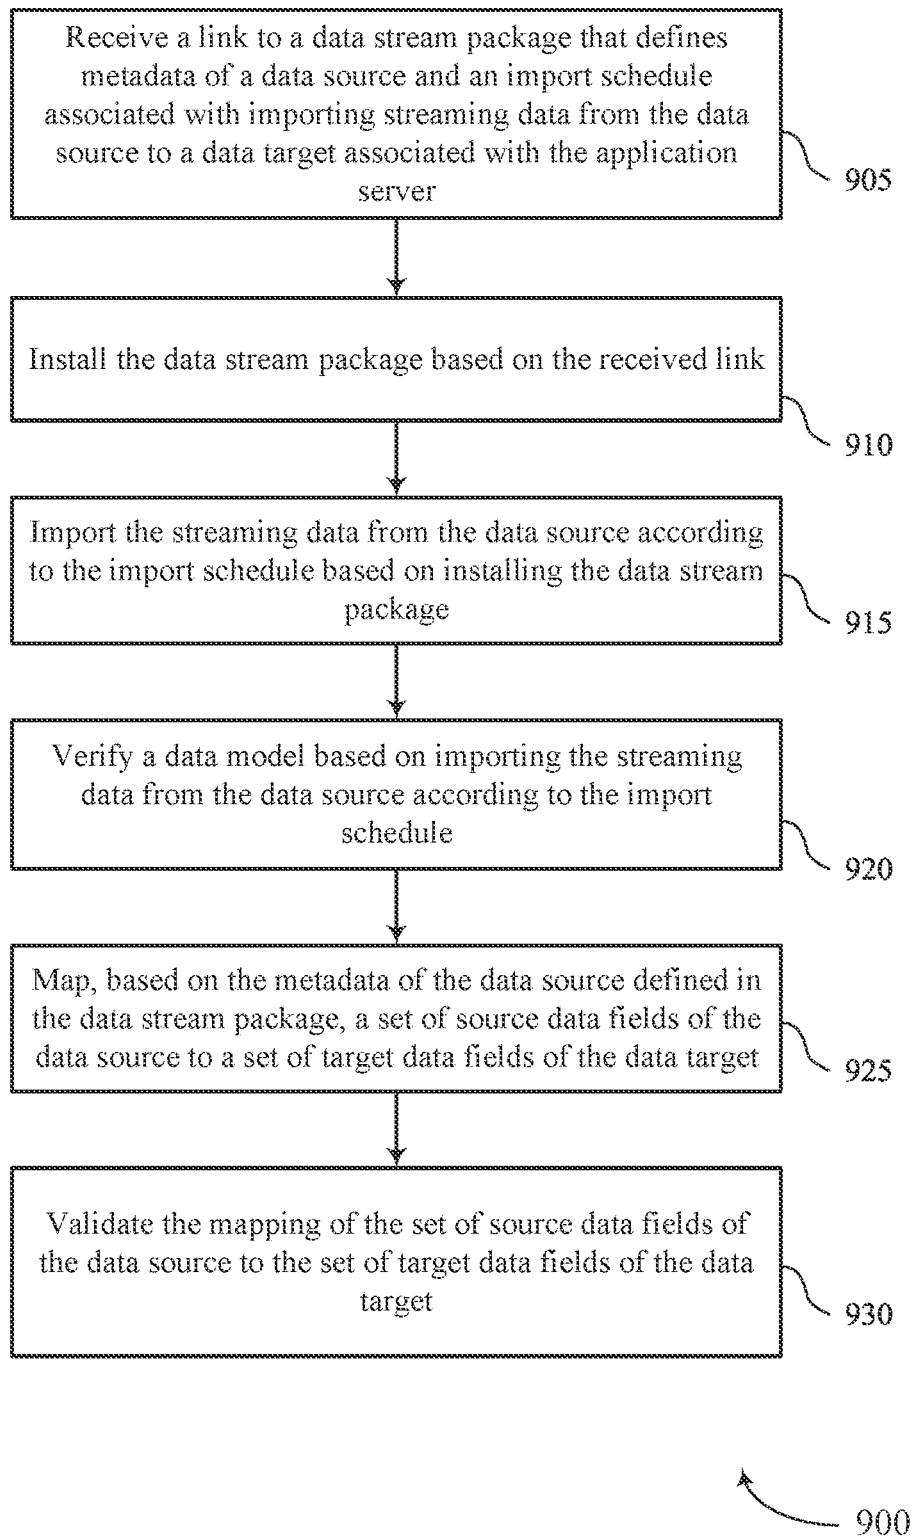 Receive a link to a data stream package that defines
metadata of a data source and an import schedule
associated with importing streaming data from the data
source to a data target associated with the application
server
905
Install the data stream package based on the received link
910
Import the streaming data from the data source according
to the import schedule based on installing the data stream
package
915
Verify a data model based on importing the streaming
data from the data source according to the import
schedule
920
Map, based on the metadata of the data source defined in
the data stream package, a set of source data fields of the
data source to a set of target data fields of the data target
925
Validate the mapping of the set of source data fields of
the data source to the set of target data fields of the data
target
930
900